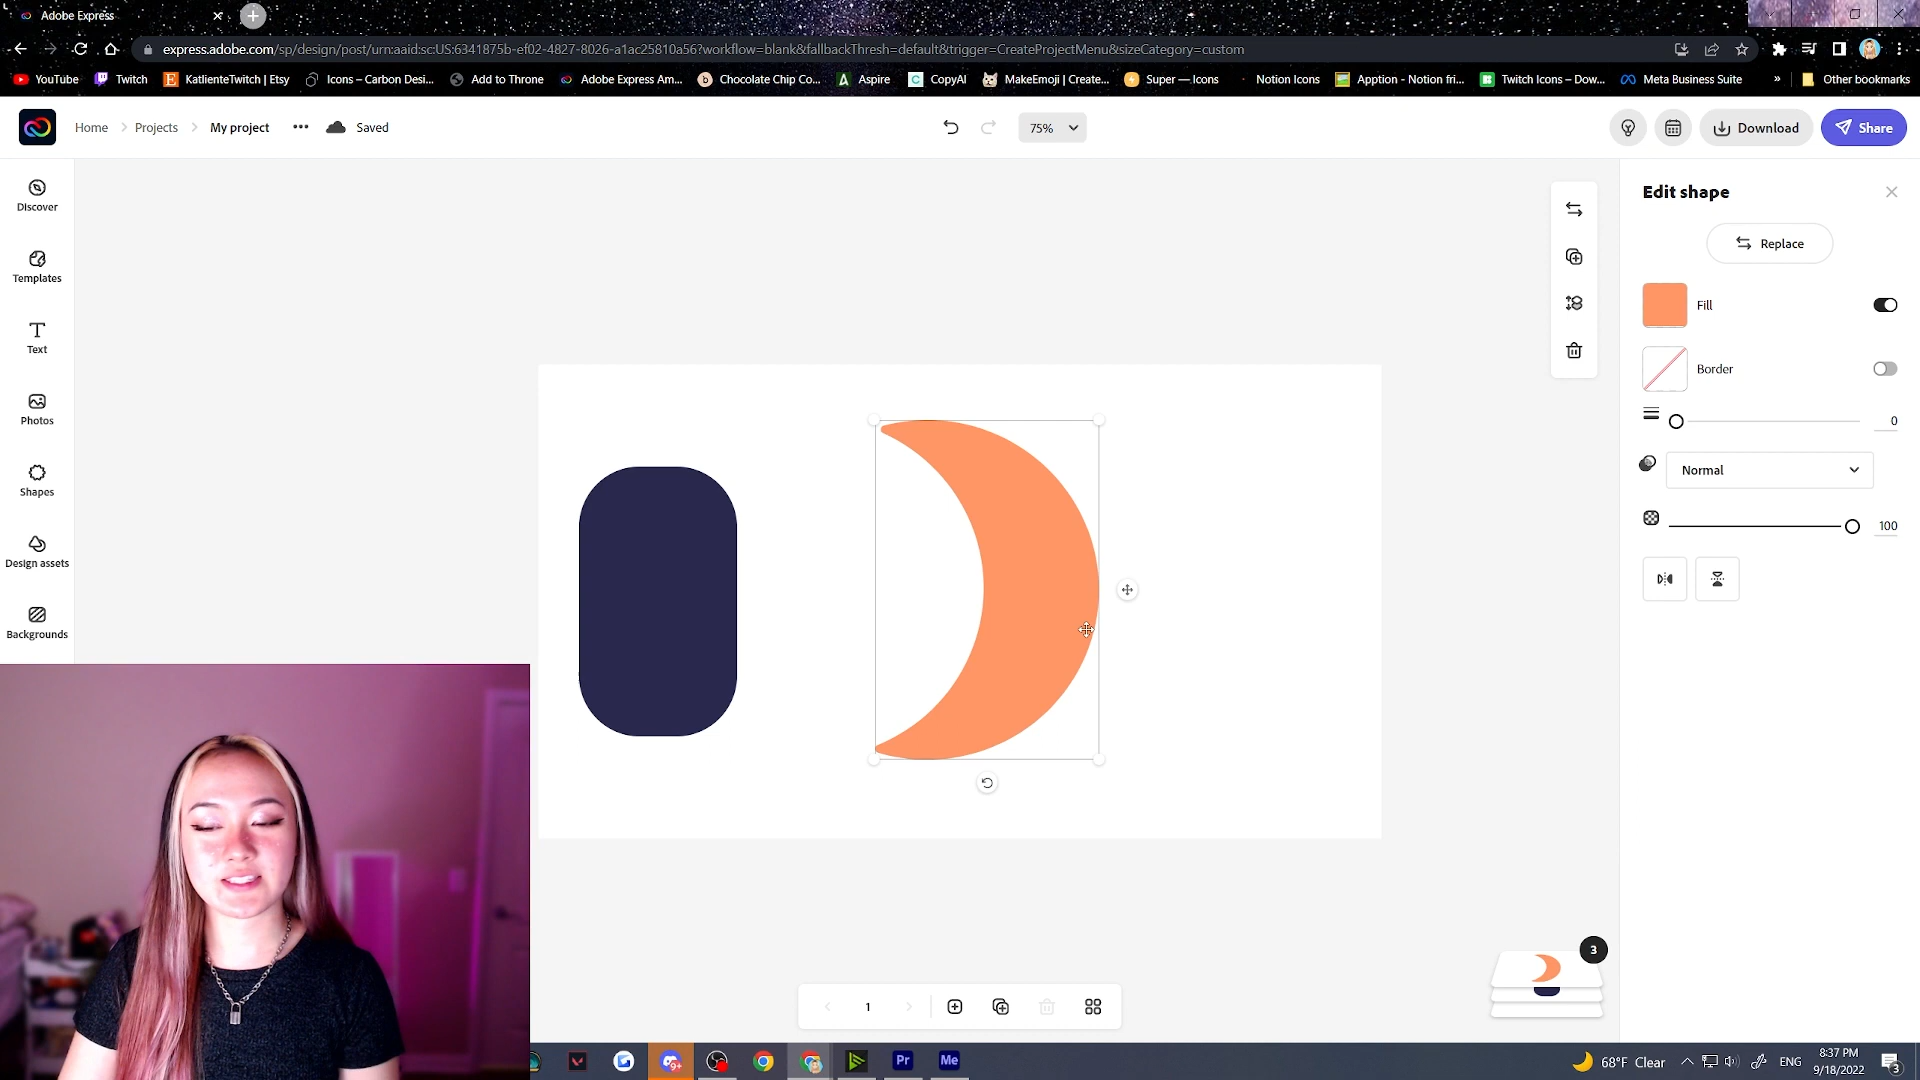 Adobe Express
express.adobe.com/sp/design/post/urn:aaid:sc:US:6341875b-ef02-4827-8026-a1ac25810a56?workflow=blank&fallbackThresh=default&trigger=CreateProjectMenu&sizeCategory=custom
YouTube Twitch KatlienteTwitch | Etsy Icons – Carbon Desi... Add to Throne Adobe Express Am... Chocolate Chip Co... Aspire CopyAI MakeEmoji | Create... Super — Icons Notion Icons Apption - Notion fri... Twitch Icons – Dow... Meta Business Suite » Other bookmarks
Home Projects My project ••• Saved 75% Download Share
Discover
Templates
Text
Photos
Shapes
Design assets
Backgrounds
Edit shape
Replace
Fill
Border
0
Normal
100
3
1
9+ Pr Me
68°F Clear ENG 8:37 PM
9/18/2022 3